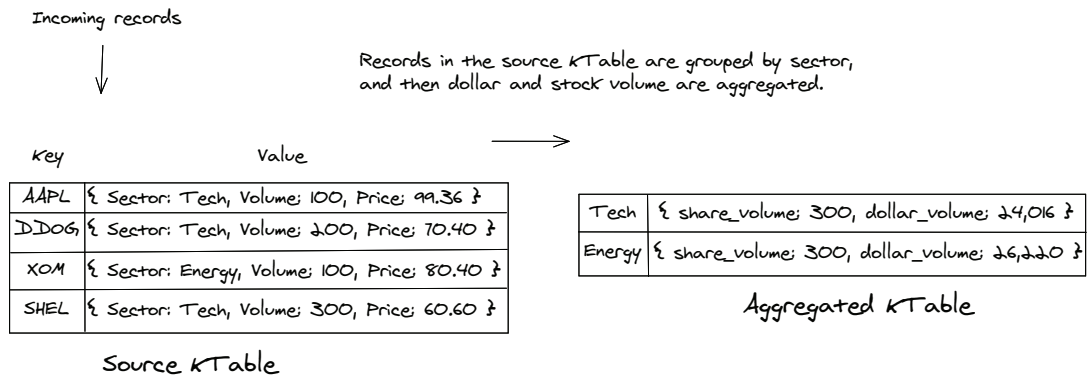 Incoming records
Records in the source KTable are grouped by sector,
and then dollar and stock volume are aggregated.
Key Value
AAPL { Sector: Tech, Volume; 100, Price; 99.36 }
DDOG { Sector: Tech, Volume; 200, Price; 70.40 }
XOM { Sector: Energy, Volume; 100, Price; 80.40 }
SHEL { Sector: Tech, Volume; 300, Price; 60.60 }
Source KTable
Tech { share_volume; 300, dollar_volume; 24,016 }
Energy { share_volume; 300, dollar_volume; 26,220 }
Aggregated KTable